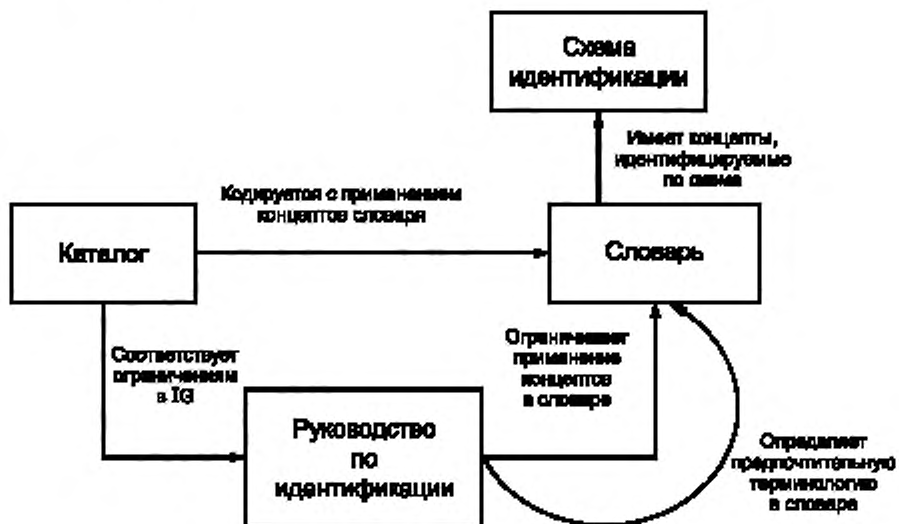 Схема
идентификации
Имеет концепты,
идентифицируемые
по схеме
Кодируется с применением
концептов словаря
Каталог
Словарь
Соответствует
ограничениям
в IG
Ограничивает
применение
концептов
в словаре
Руководство
по
идентификации
Определяет
предпочтительную
терминологию
в словаре